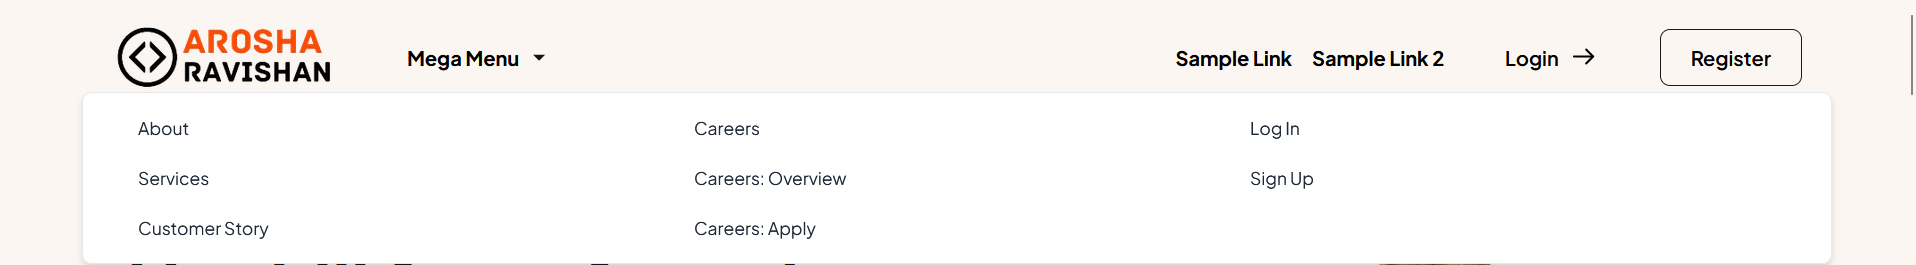 AROSHA
RAVISHAN
Mega Menu
Sample Link
Sample Link 2
Login
Register
About
Careers
Log In
Services
Careers: Overview
Sign Up
Customer Story
Careers: Apply